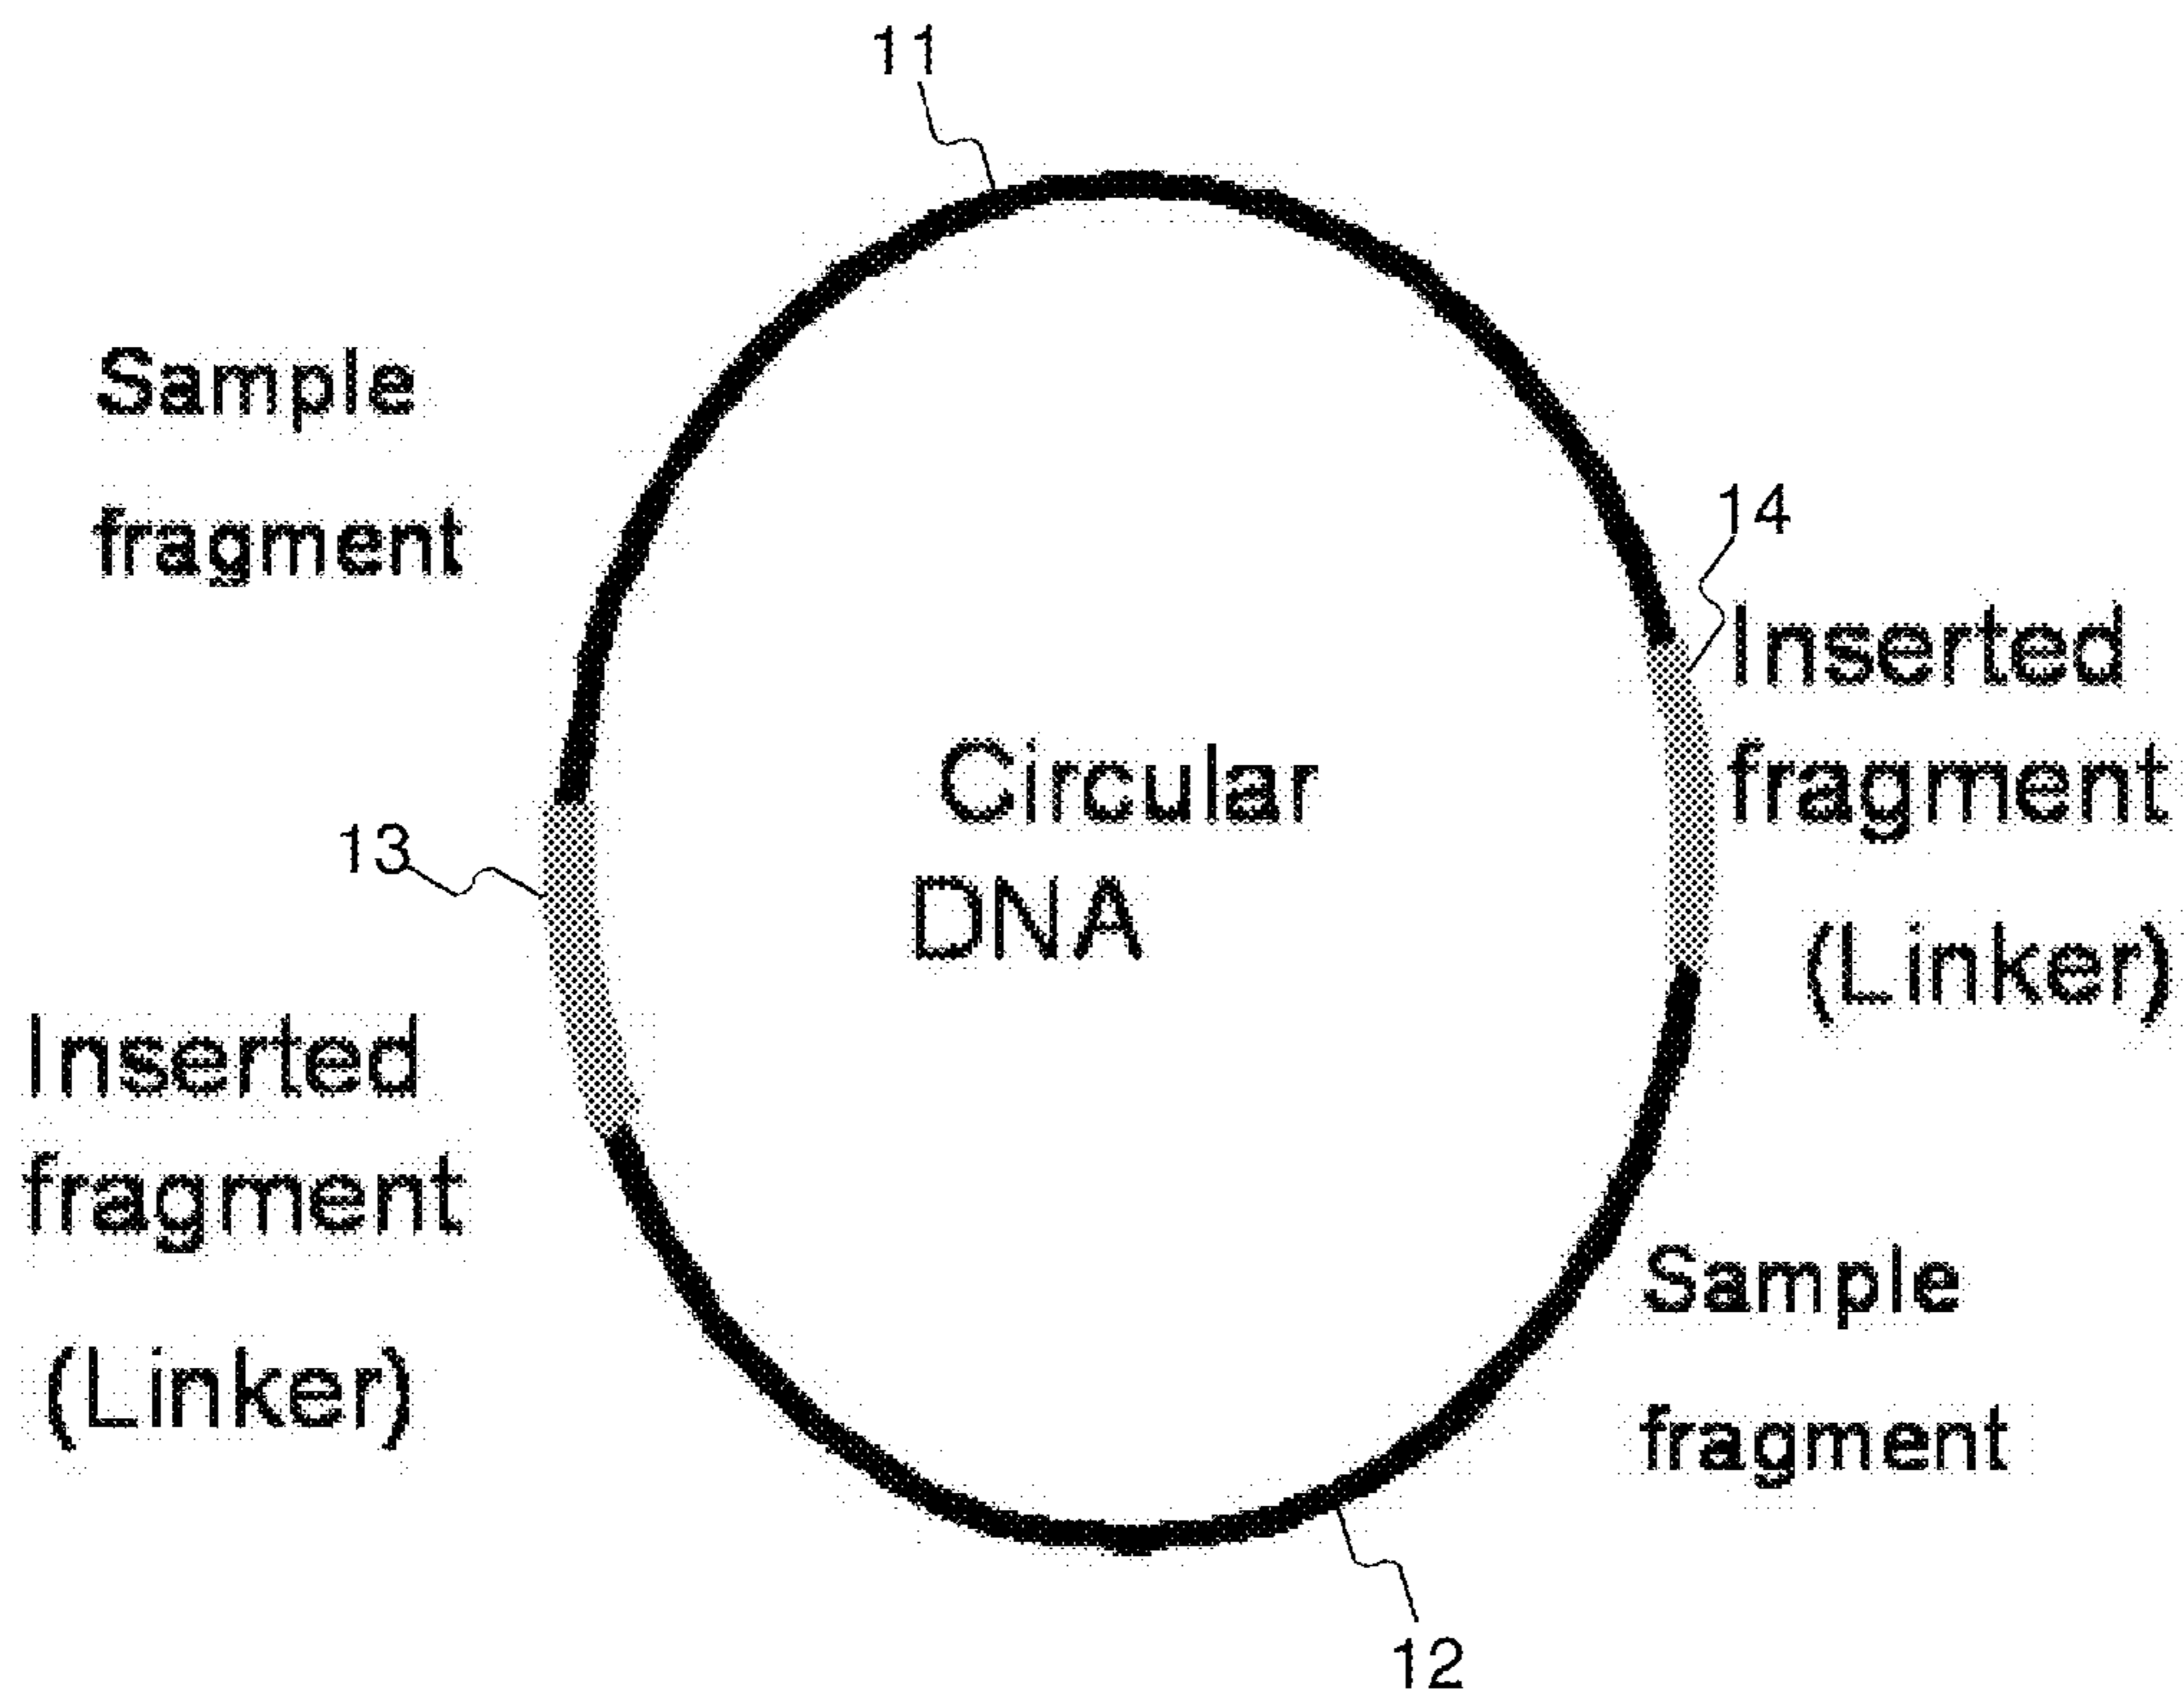 11
Sample
fragment
14
Inserted
fragment
(Linker)
Circular
DNA
13
Inserted
fragment
(Linker)
Sample
fragment
12